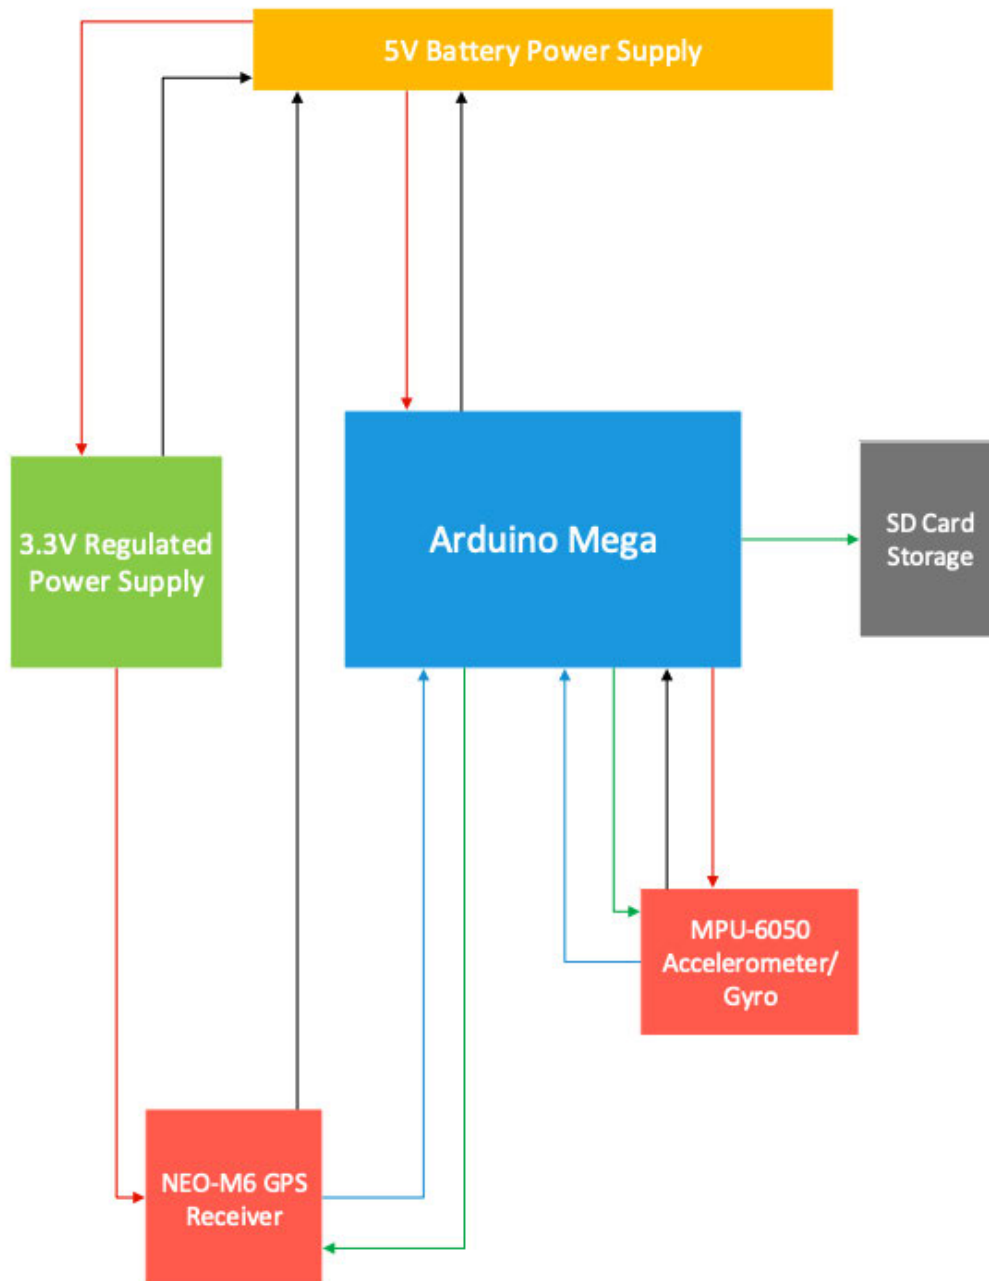 5V Battery Power Supply
3.3V Regulated
Power Supply
Arduino Mega
SD Card
Storage
MPU-6050
Accelerometer/
Gyro
NEO-M6 GPS
Receiver